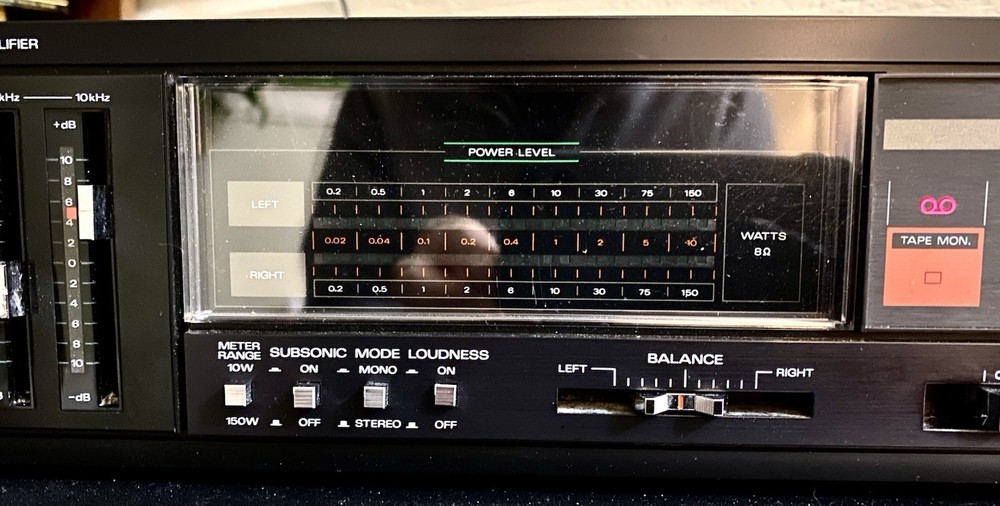 LIFIER
kHz 10kHz
+dB
10
8
6
4
2
0
2
4
6
8
10
-dB
POWER LEVEL
LEFT
0.2 0.5 1 2 6 10 30 75 150
0.02 0.04 0.1 0.2 0.4 1 2 5 10
RIGHT
0.2 0.5 1 2 6 10 30 75 150
WATTS
8Ω
TAPE MON.
METER
RANGE
SUBSONIC MODE LOUDNESS
10W ON MONO ON
150W OFF STEREO OFF
BALANCE
LEFT RIGHT